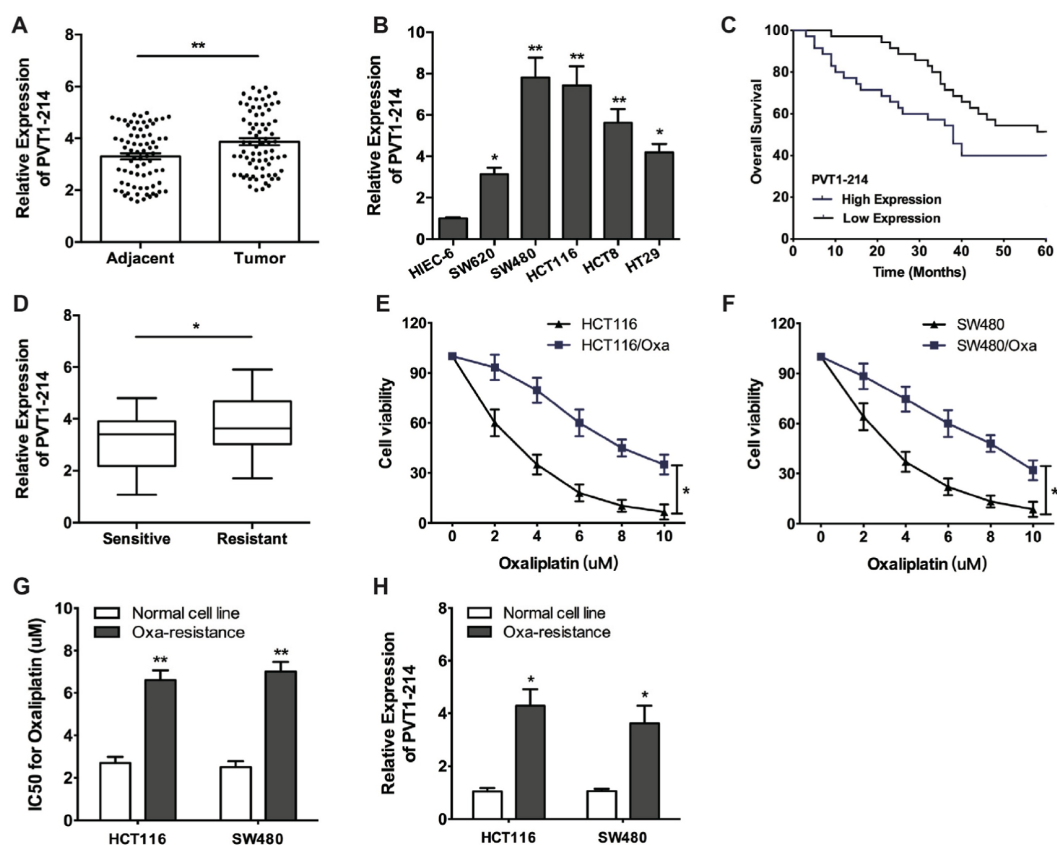 A
Relative Expression
of PVT1-214
8
6
4
2
0
**
Adjacent
Tumor
B
Relative Expression
of PVT1-214
10
8
6
4
2
0
*
**
**
**
*
HIEC-6
SW620
SW480
HCT116
HCT8
HT29
C
Overall Survival
100
80
60
40
20
0
PVT1-214
High Expression
Low Expression
0 10 20 30 40 50 60
Time (Months)
D
Relative Expression
of PVT1-214
8
6
4
2
0
*
Sensitive
Resistant
E
Cell viability
120
90
60
30
0
HCT116
HCT116/Oxa
*
0 2 4 6 8 10
Oxaliplatin (uM)
F
Cell viability
120
90
60
30
0
SW480
SW480/Oxa
*
0 2 4 6 8 10
Oxaliplatin (uM)
G
IC50 for Oxaliplatin (uM)
10
8
6
4
2
0
Normal cell line
Oxa-resistance
**
**
HCT116
SW480
H
Relative Expression
of PVT1-214
8
6
4
2
0
Normal cell line
Oxa-resistance
*
*
HCT116
SW480